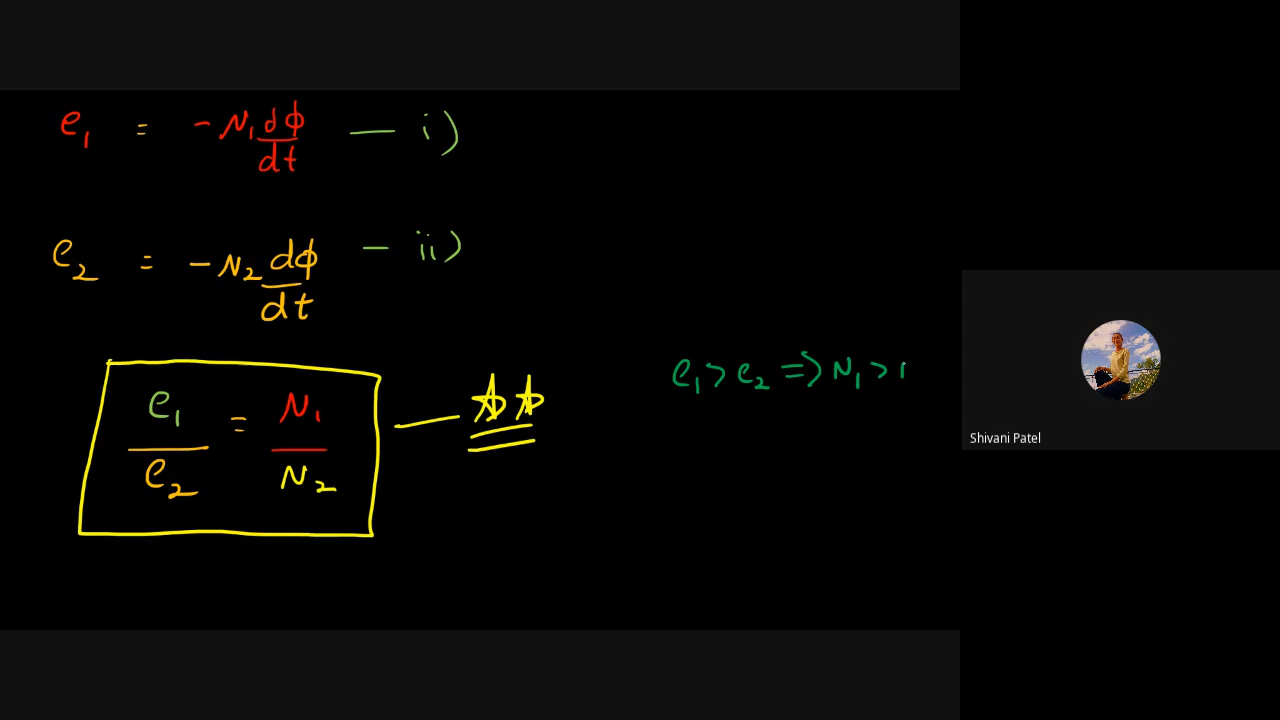 e₁ = -N₁ dϕ/dt — i)
e₂ = -N₂ dϕ/dt — ii)
e₁/e₂ = N₁/N₂ — ☆☆
e₁ > e₂ ⇒ N₁ >
Shivani Patel